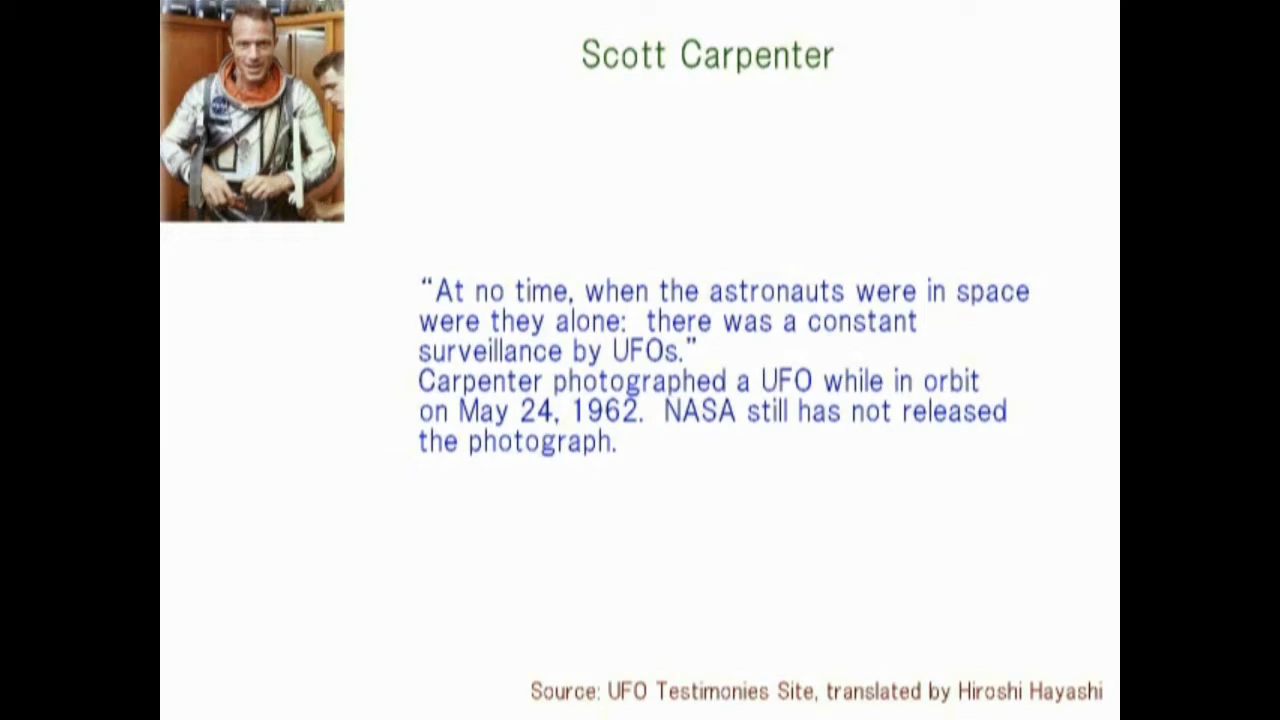 Scott Carpenter
“At no time, when the astronauts were in space
were they alone: there was a constant
surveillance by UFOs.”
Carpenter photographed a UFO while in orbit
on May 24, 1962. NASA still has not released
the photograph.
Source: UFO Testimonies Site, translated by Hiroshi Hayashi